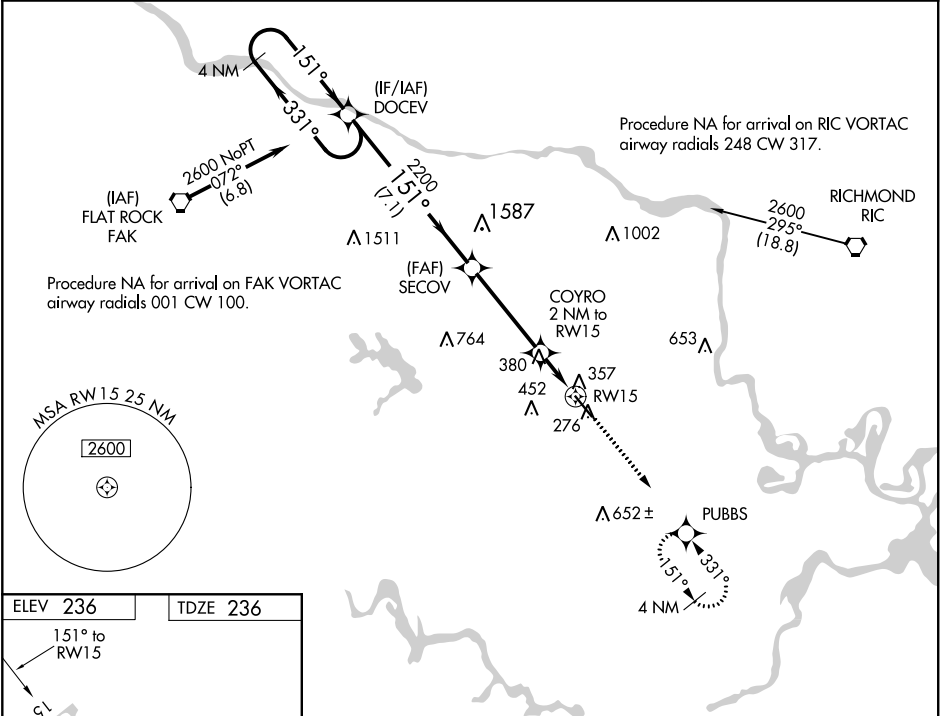 4 NM
151°
331°
(IF/IAF)
DOCEV
Procedure NA for arrival on RIC VORTAC
airway radials 248 CW 317.
2600 NoPT
072°
(6.8)
(IAF)
FLAT ROCK
FAK
2200
151°
(7.1)
RICHMOND
RIC
2600
295°
(18.8)
1511
1587
1002
Procedure NA for arrival on FAK VORTAC
airway radials 001 CW 100.
(FAF)
SECOV
COYRO
2 NM to
RW15
764
653
380
357
452
RW15
276
MSA RW15 25 NM
2600
652 ±
PUBBS
151°
331°
4 NM
ELEV 236
TDZE 236
151° to
RW15
15